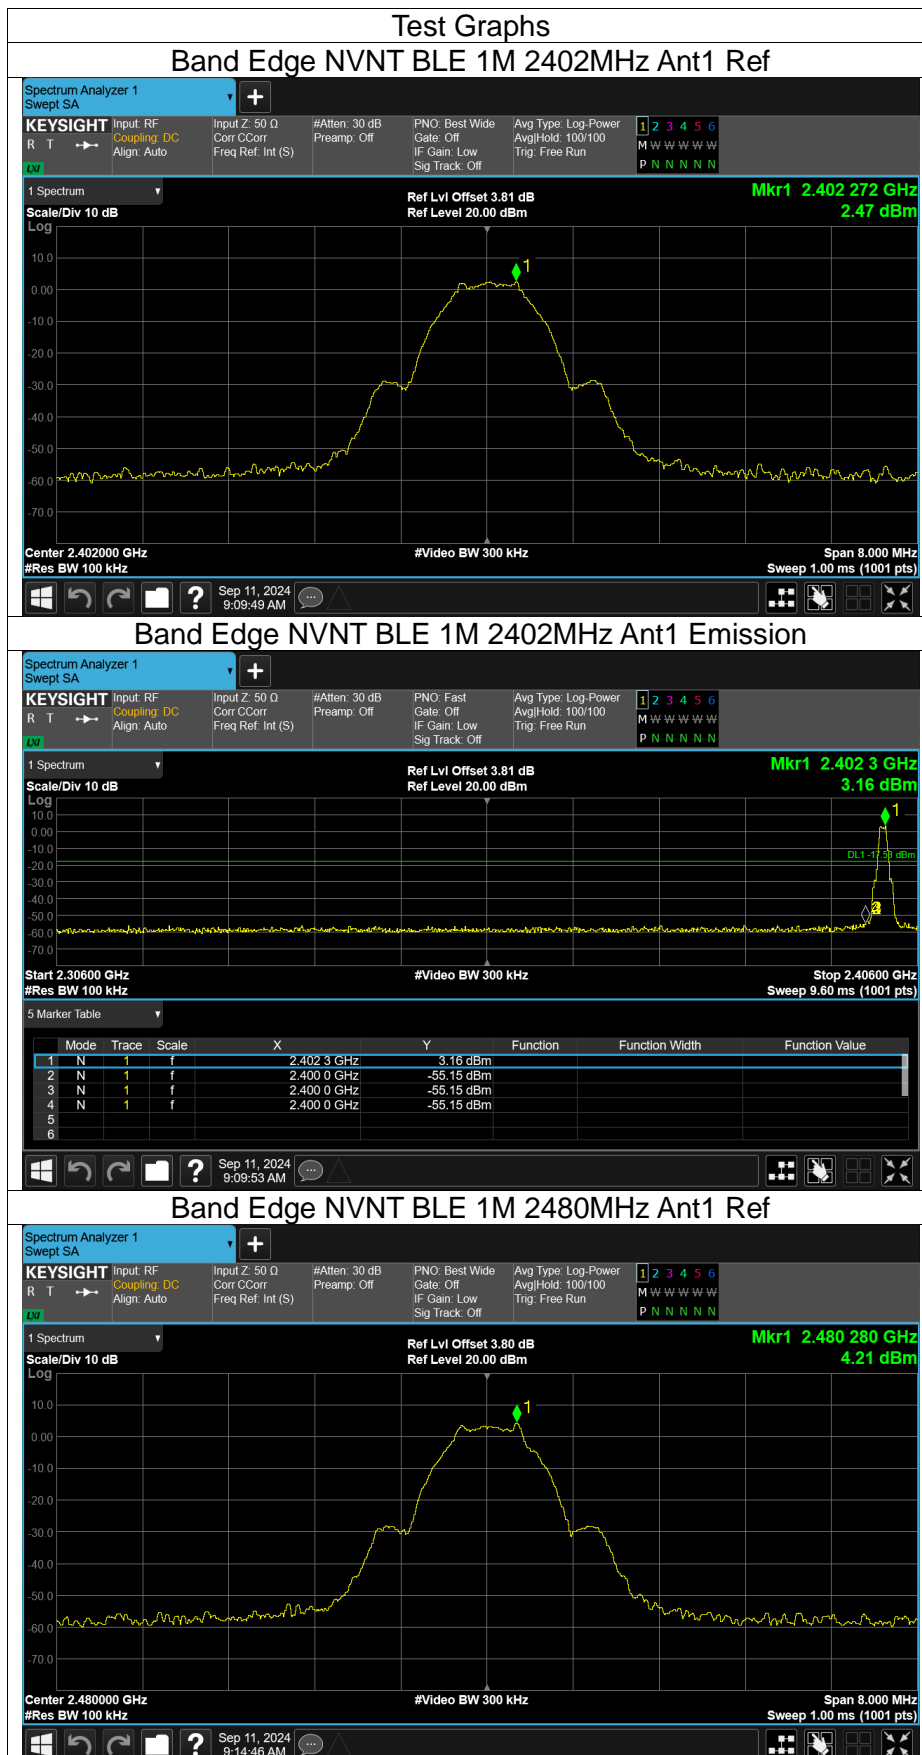 Test Graphs
Band Edge NVNT BLE 1M 2402MHz Ant1 Ref
Spectrum Analyzer 1
Swept SA
+
KEYSIGHT Input: RF Input Z: 50 Ω #Atten: 30 dB PNO: Best Wide Avg Type: Log-Power 1 2 3 4 5 6
R T Coupling: DC Corr CCorr Preamp: Off Gate: Off Avg|Hold: 100/100 M W W W W W
Align: Auto Freq Ref: Int (S) IF Gain: Low Trig: Free Run P N N N N N
LXI Sig Track: Off
1 Spectrum Ref Lvl Offset 3.81 dB Mkr1 2.402 272 GHz
Scale/Div 10 dB Ref Level 20.00 dBm 2.47 dBm
Log
1
10.0
0.00
-10.0
-20.0
-30.0
-40.0
-50.0
-60.0
-70.0
Center 2.402000 GHz #Video BW 300 kHz Span 8.000 MHz
#Res BW 100 kHz Sweep 1.00 ms (1001 pts)
? Sep 11, 2024
9:09:49 AM
Band Edge NVNT BLE 1M 2402MHz Ant1 Emission
Spectrum Analyzer 1
Swept SA
+
KEYSIGHT Input: RF Input Z: 50 Ω #Atten: 30 dB PNO: Fast Avg Type: Log-Power 1 2 3 4 5 6
R T Coupling: DC Corr CCorr Preamp: Off Gate: Off Avg|Hold: 100/100 M W W W W W
Align: Auto Freq Ref: Int (S) IF Gain: Low Trig: Free Run P N N N N N
LXI Sig Track: Off
1 Spectrum Ref Lvl Offset 3.81 dB Mkr1 2.402 3 GHz
Scale/Div 10 dB Ref Level 20.00 dBm 3.16 dBm
Log
10.0 1
0.00
-10.0
DL1 -17.53 dBm
-20.0
-30.0
-40.0
-50.0
-60.0
-70.0
Start 2.30600 GHz #Video BW 300 kHz Stop 2.40600 GHz
#Res BW 100 kHz Sweep 9.60 ms (1001 pts)
5 Marker Table
Mode Trace Scale X Y Function Function Width Function Value
1 N 1 f 2.402 3 GHz 3.16 dBm
2 N 1 f 2.400 0 GHz -55.15 dBm
3 N 1 f 2.400 0 GHz -55.15 dBm
4 N 1 f 2.400 0 GHz -55.15 dBm
5
6
? Sep 11, 2024
9:09:53 AM
Band Edge NVNT BLE 1M 2480MHz Ant1 Ref
Spectrum Analyzer 1
Swept SA
+
KEYSIGHT Input: RF Input Z: 50 Ω #Atten: 30 dB PNO: Best Wide Avg Type: Log-Power 1 2 3 4 5 6
R T Coupling: DC Corr CCorr Preamp: Off Gate: Off Avg|Hold: 100/100 M W W W W W
Align: Auto Freq Ref: Int (S) IF Gain: Low Trig: Free Run P N N N N N
LXI Sig Track: Off
1 Spectrum Ref Lvl Offset 3.80 dB Mkr1 2.480 280 GHz
Scale/Div 10 dB Ref Level 20.00 dBm 4.21 dBm
Log
10.0 1
0.00
-10.0
-20.0
-30.0
-40.0
-50.0
-60.0
-70.0
Center 2.480000 GHz #Video BW 300 kHz Span 8.000 MHz
#Res BW 100 kHz Sweep 1.00 ms (1001 pts)
? Sep 11, 2024
9:14:46 AM